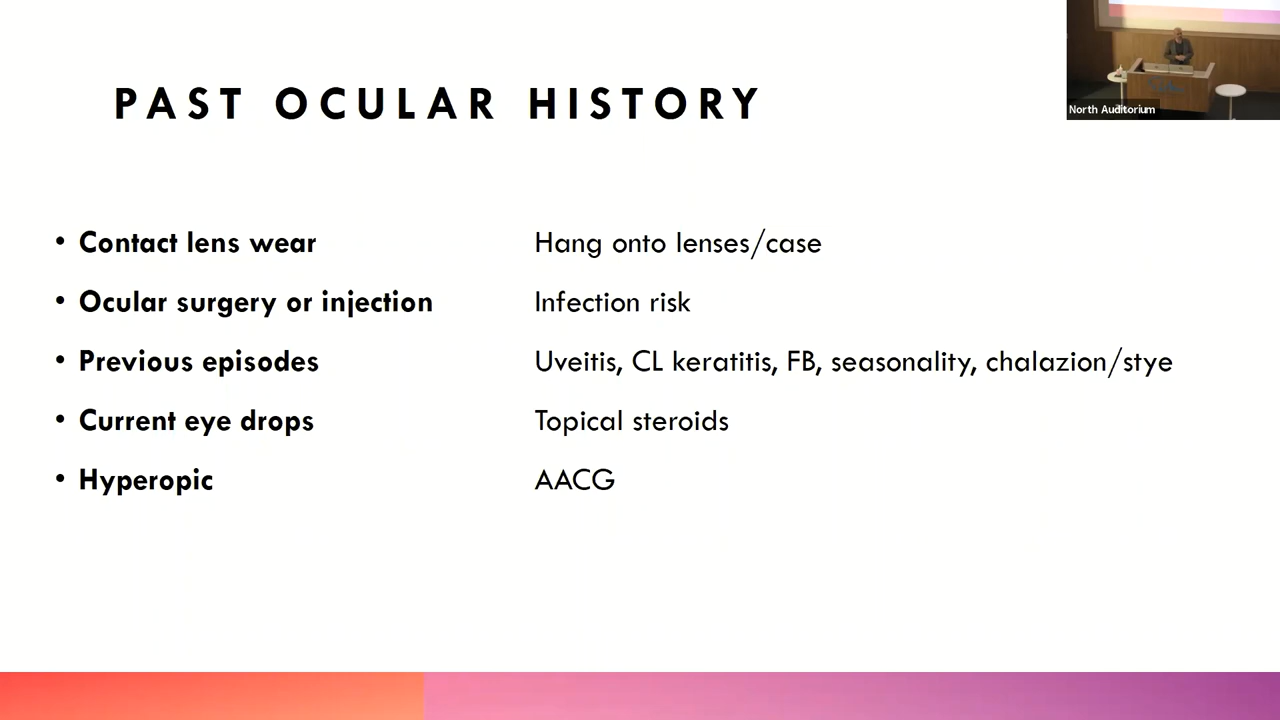 PAST OCULAR HISTORY
North Auditorium
• Contact lens wear Hang onto lenses/case
• Ocular surgery or injection Infection risk
• Previous episodes Uveitis, CL keratitis, FB, seasonality, chalazion/stye
• Current eye drops Topical steroids
• Hyperopic AACG